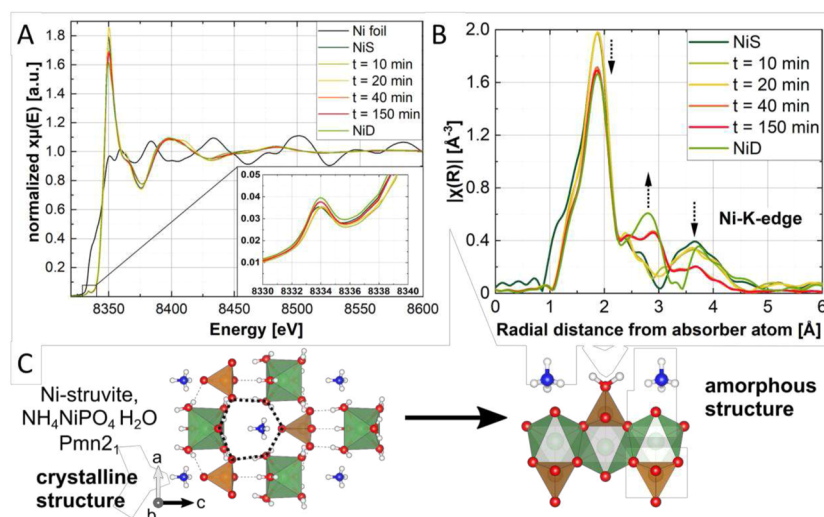 A
normalized xμ(E) [a.u.]
1.8
1.6
1.4
1.2
1.0
0.8
0.6
0.4
0.2
Ni foil
NiS
t = 10 min
t = 20 min
t = 40 min
t = 150 min
NiD
0.05
0.04
0.03
0.02
0.01
8330 8332 8334 8336 8338 8340
8350 8400 8450 8500 8550 8600
Energy [eV]
B
|χ(R)| [Å-³]
2.0
1.6
1.2
0.8
0.4
0
NiS
t = 10 min
t = 20 min
t = 40 min
t = 150 min
NiD
Ni-K-edge
0 1 2 3 4 5 6
Radial distance from absorber atom [Å]
C
Ni-struvite,
NH4NiPO4 H2O
Pmn21
crystalline
structure
a
b
c
amorphous
structure